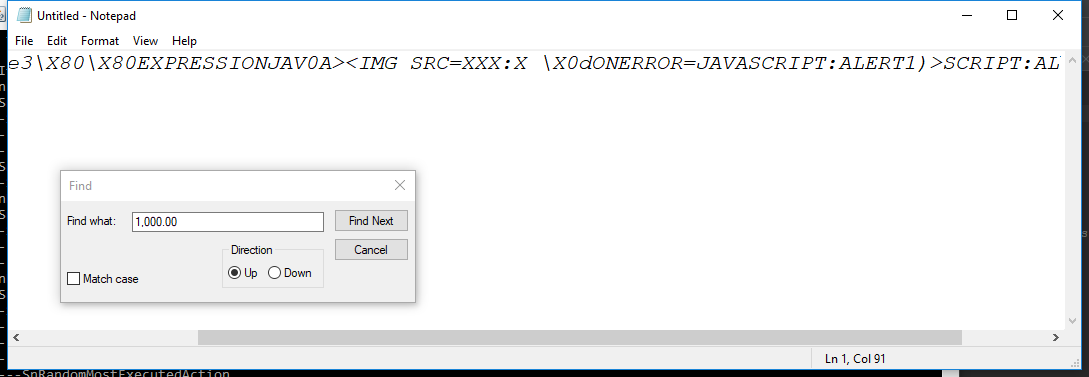 Untitled - Notepad
File Edit Format View Help
e3\X80\X80EXPRESSIONJAV0A><IMG SRC=XXX:X \X0dONERROR=JAVASCRIPT:ALERT1)>SCRIPT:AL
Find
Find what: 1,000.00 Find Next
Direction Cancel
Up Down
Match case
Ln 1, Col 91
---SnRandomMostExecutedAction